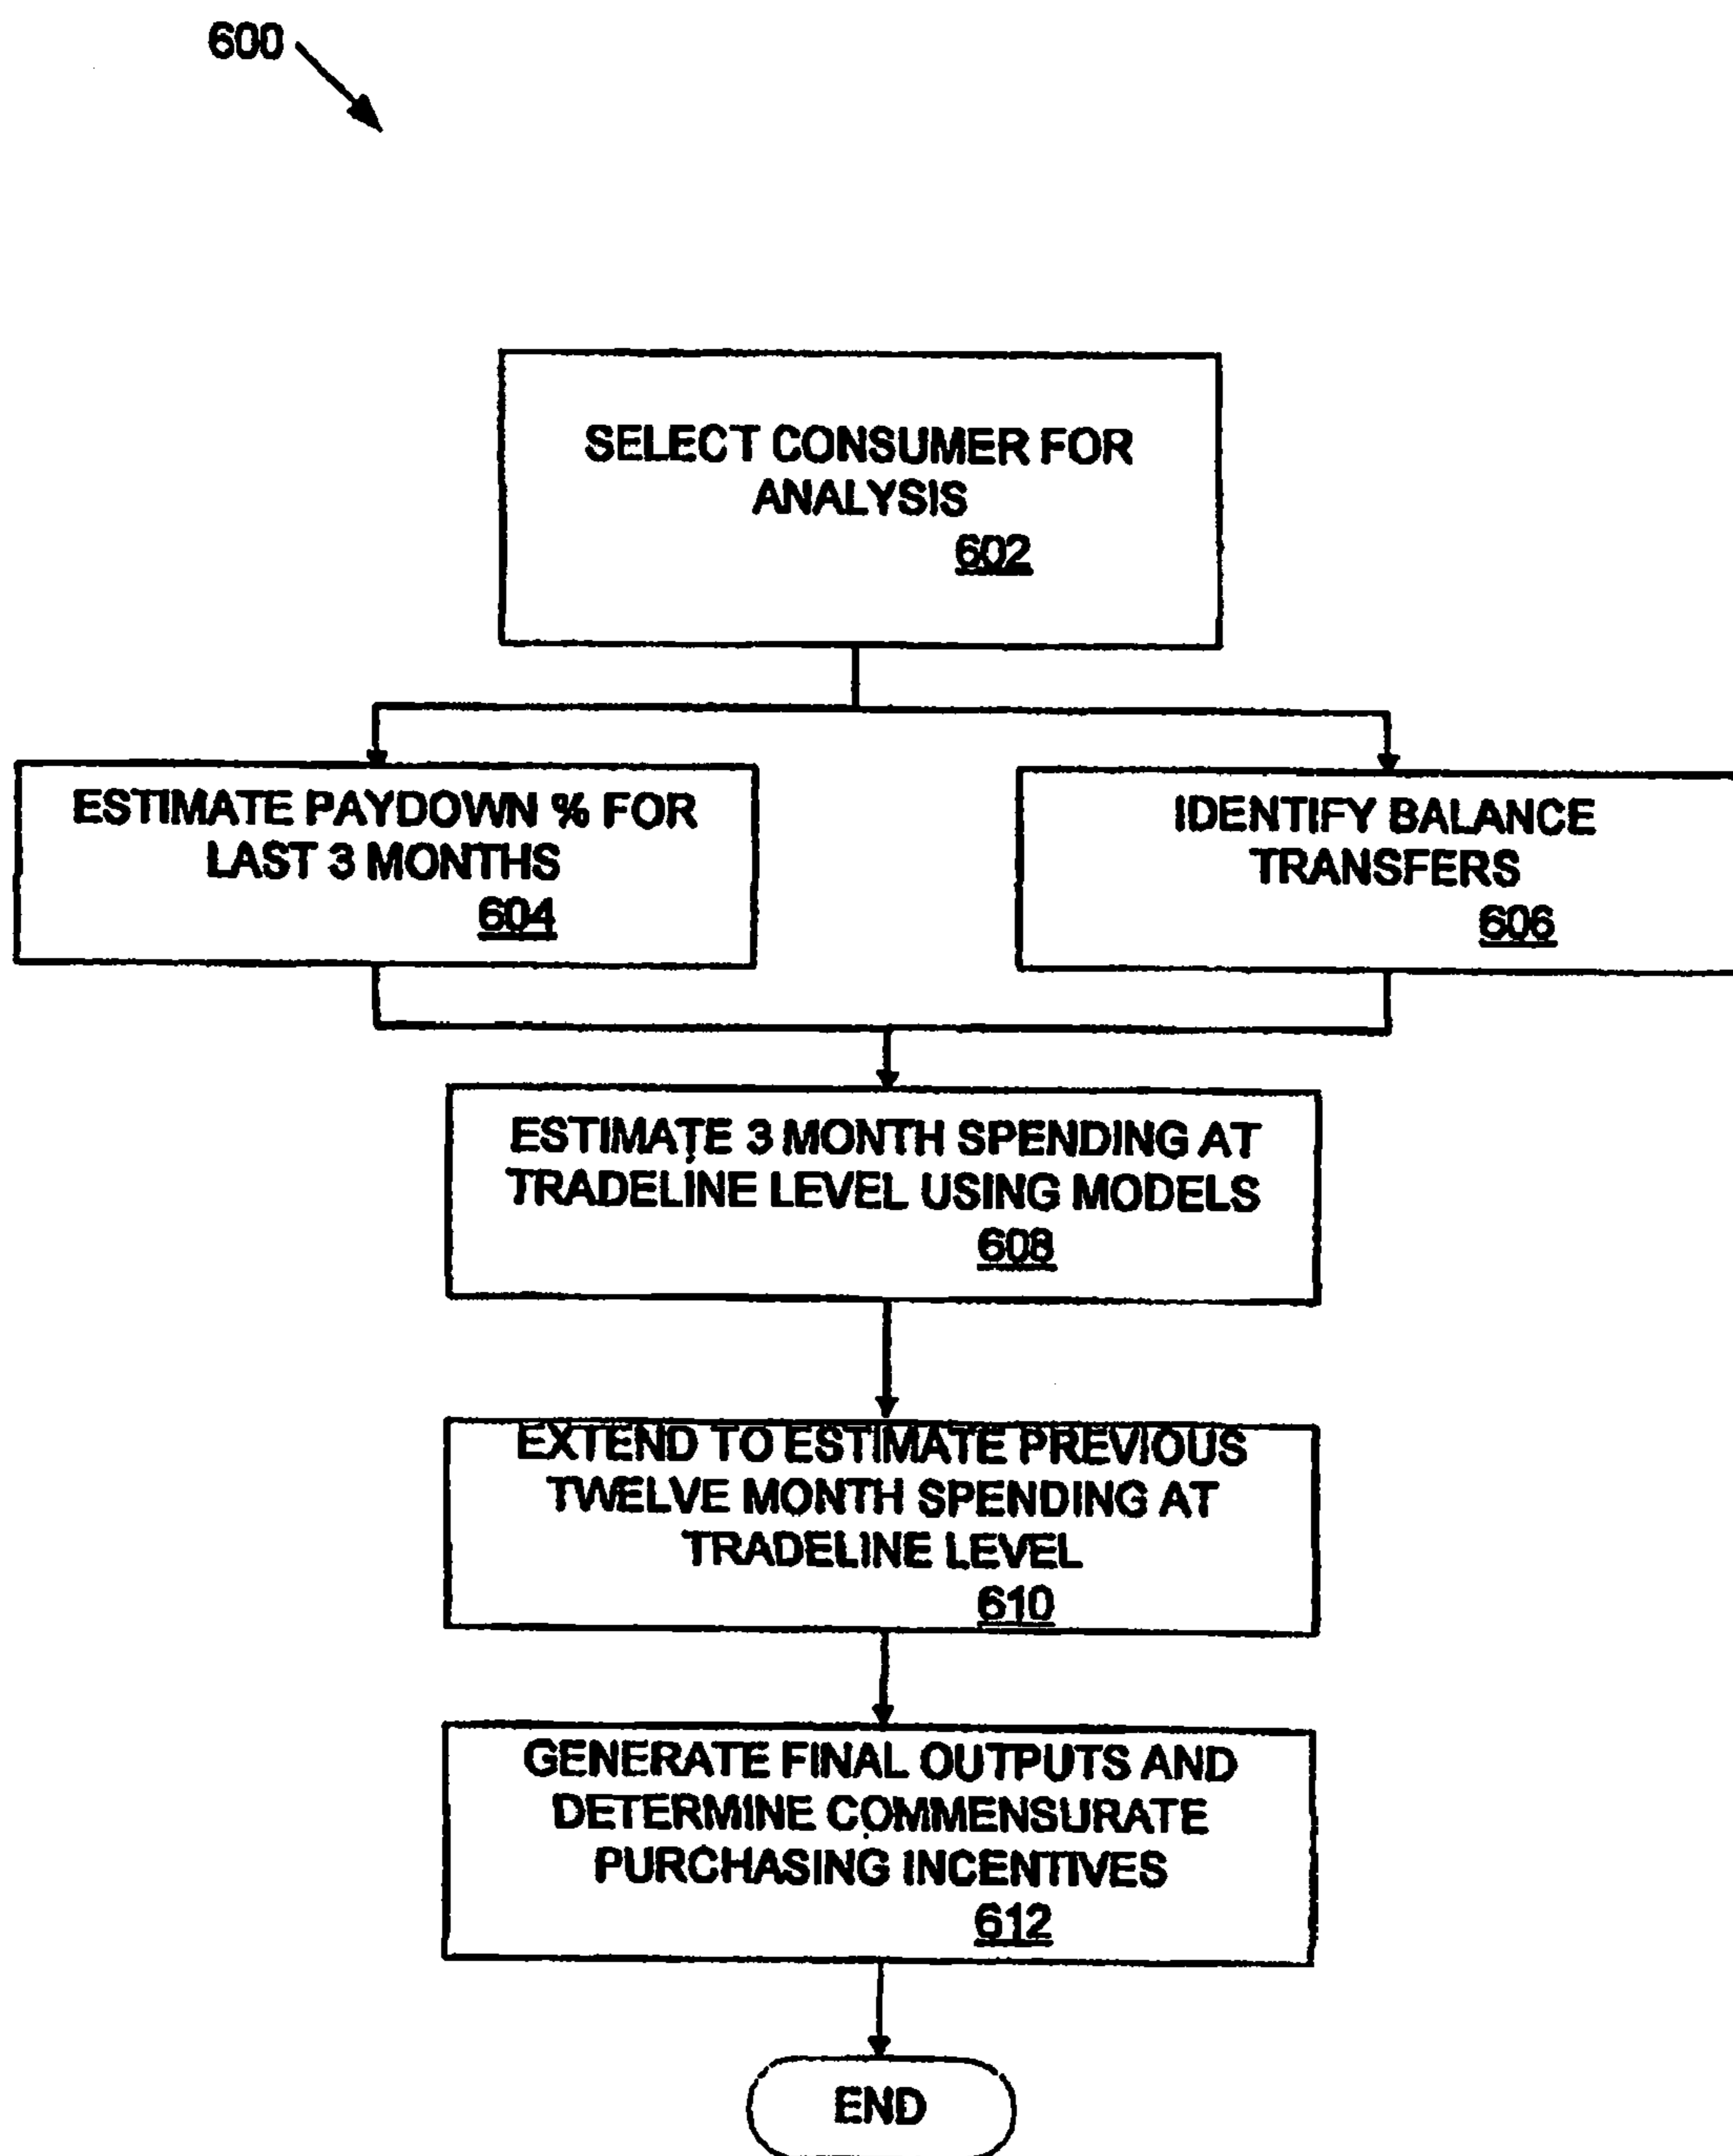 600
SELECT CONSUMER FOR
ANALYSIS
602
ESTIMATE PAYDOWN % FOR
LAST 3 MONTHS
604
IDENTIFY BALANCE
TRANSFERS
606
ESTIMATE 3 MONTH SPENDING AT
TRADELINE LEVEL USING MODELS
608
EXTEND TO ESTIMATE PREVIOUS
TWELVE MONTH SPENDING AT
TRADELINE LEVEL
610
GENERATE FINAL OUTPUTS AND
DETERMINE COMMENSURATE
PURCHASING INCENTIVES
612
END